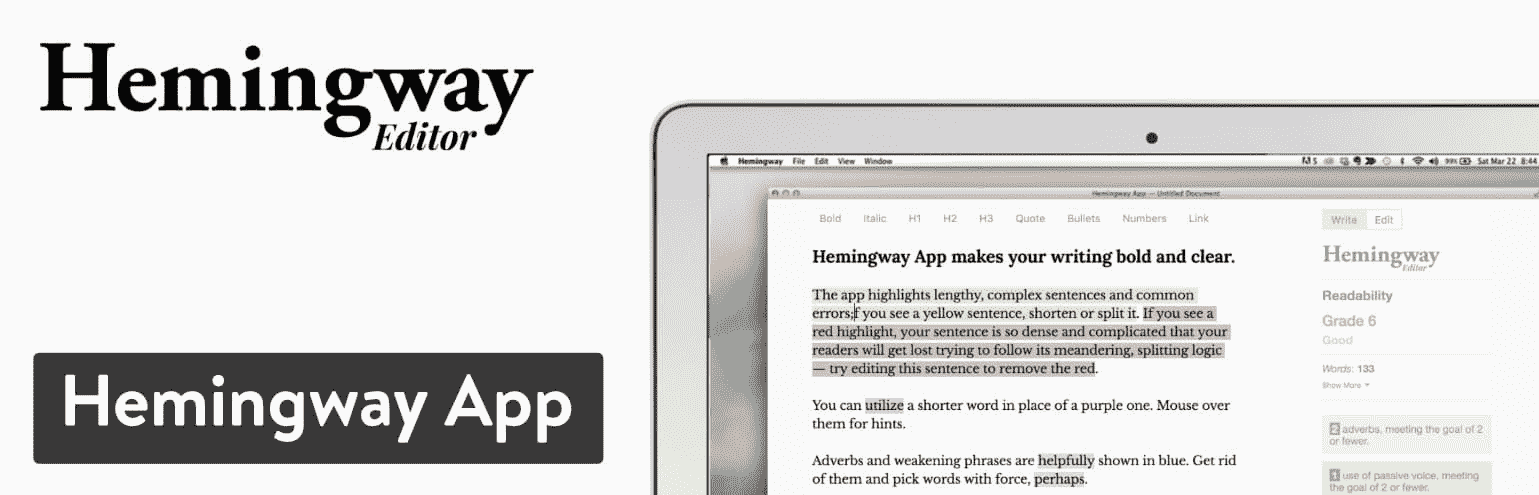 Hemingway
Editor
Hemingway App
Hemingway File Edit View Window
99% Sat Mar 22 8:44
Hemingway App — Untitled Document
Bold Italic H1 H2 H3 Quote Bullets Numbers Link
Write Edit
Hemingway App makes your writing bold and clear.
The app highlights lengthy, complex sentences and common
errors;f you see a yellow sentence, shorten or split it. If you see a
red highlight, your sentence is so dense and complicated that your
readers will get lost trying to follow its meandering, splitting logic
— try editing this sentence to remove the red.
You can utilize a shorter word in place of a purple one. Mouse over
them for hints.
Adverbs and weakening phrases are helpfully shown in blue. Get rid
of them and pick words with force, perhaps.
Hemingway
Editor
Readability
Grade 6
Good
Words: 133
Show More
2 adverbs, meeting the goal of 2
or fewer.
1 use of passive voice, meeting
the goal of 2 or fewer.